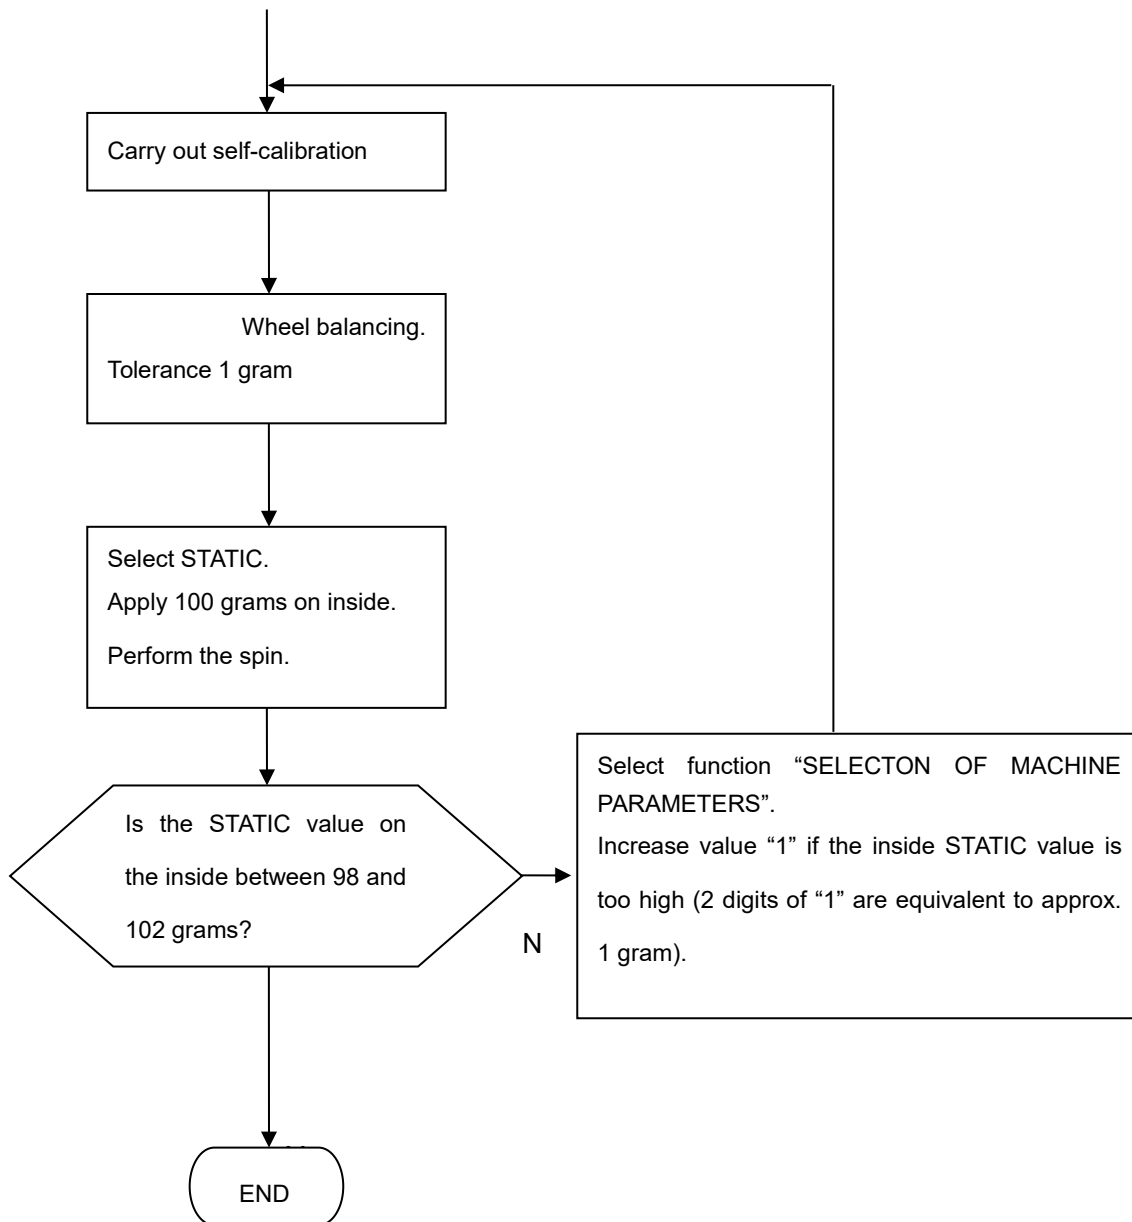 Carry out self-calibration
Wheel balancing.
Tolerance 1 gram
Select STATIC.
Apply 100 grams on inside.
Perform the spin.
Is the STATIC value on
the inside between 98 and
102 grams?
N
Select function “SELECTON OF MACHINE
PARAMETERS”.
Increase value “1” if the inside STATIC value is
too high (2 digits of “1” are equivalent to approx.
1 gram).
END